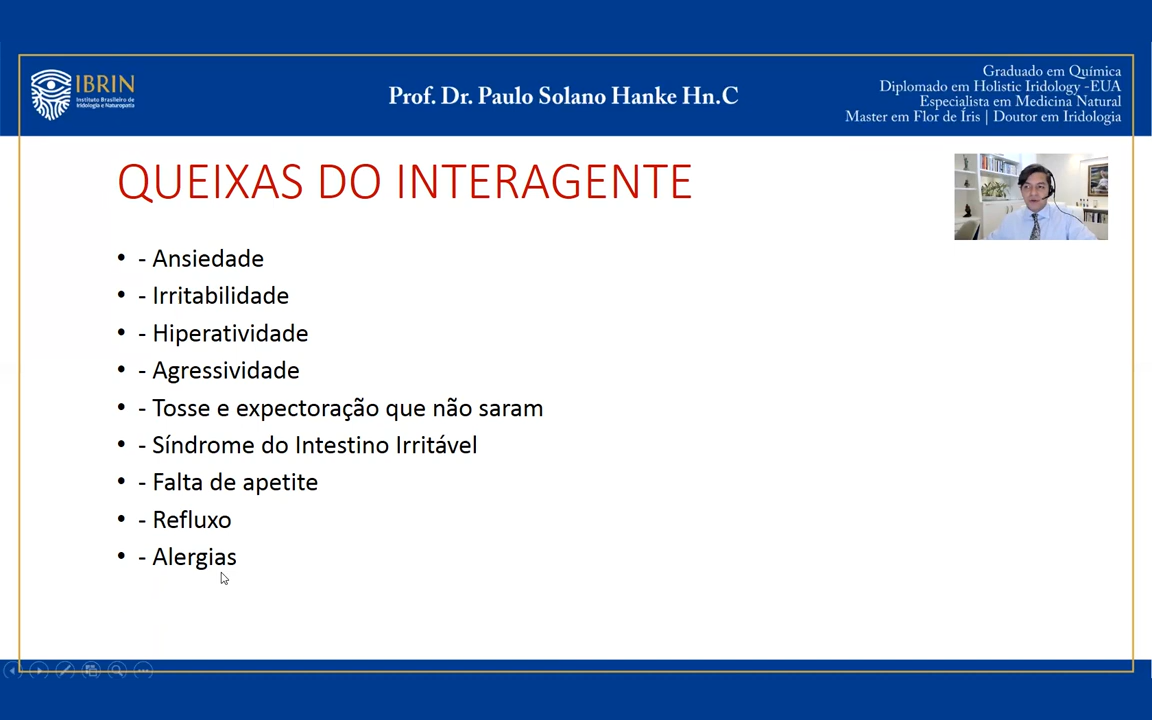 IBRIN
Instituto Brasileiro de
Iridologia e Naturopatia
Prof. Dr. Paulo Solano Hanke Hn.C
Graduado em Química
Diplomado em Holistic Iridology -EUA
Especialista em Medicina Natural
Master em Flor de Íris | Doutor em Iridologia
QUEIXAS DO INTERAGENTE
• - Ansiedade
• - Irritabilidade
• - Hiperatividade
• - Agressividade
• - Tosse e expectoração que não saram
• - Síndrome do Intestino Irritável
• - Falta de apetite
• - Refluxo
• - Alergias